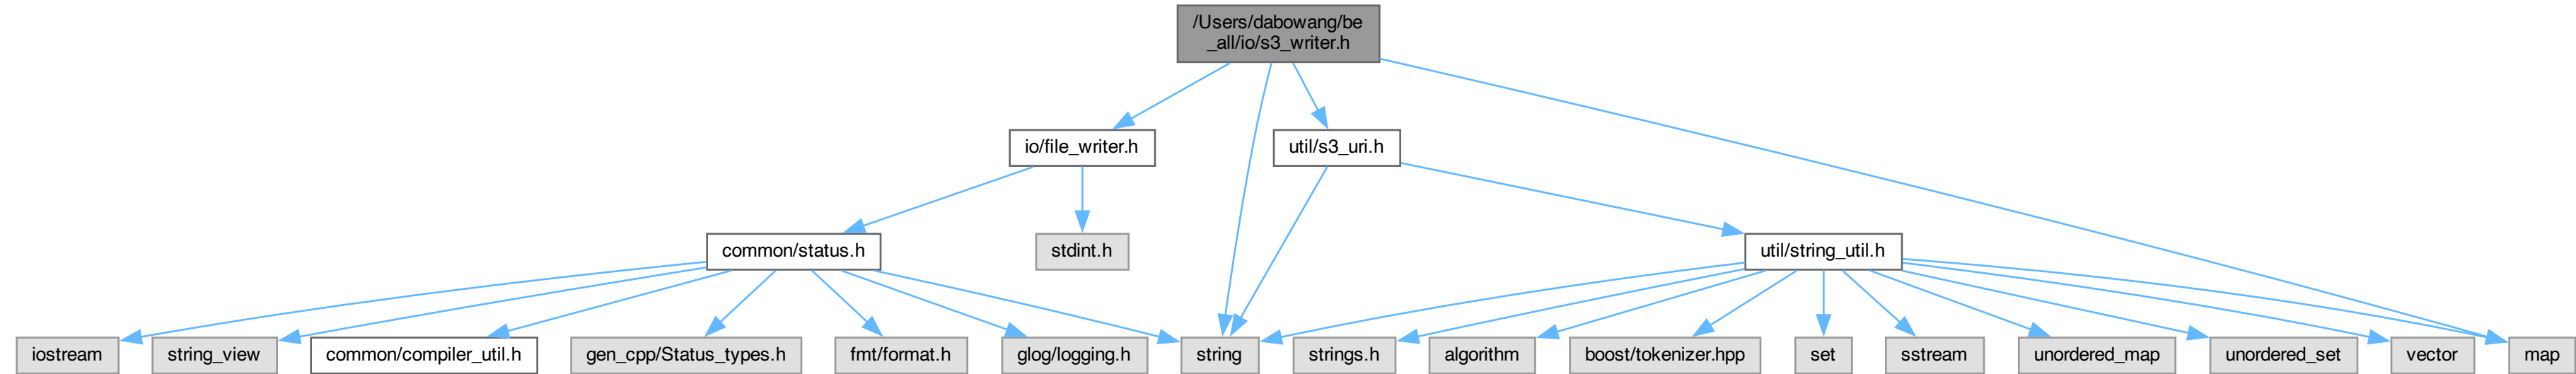 /Users/dabowang/be
_all/io/s3_writer.h
io/file_writer.h
util/s3_uri.h
common/status.h
stdint.h
util/string_util.h
iostream
string_view
common/compiler_util.h
gen_cpp/Status_types.h
fmt/format.h
glog/logging.h
string
strings.h
algorithm
boost/tokenizer.hpp
set
sstream
unordered_map
unordered_set
vector
map